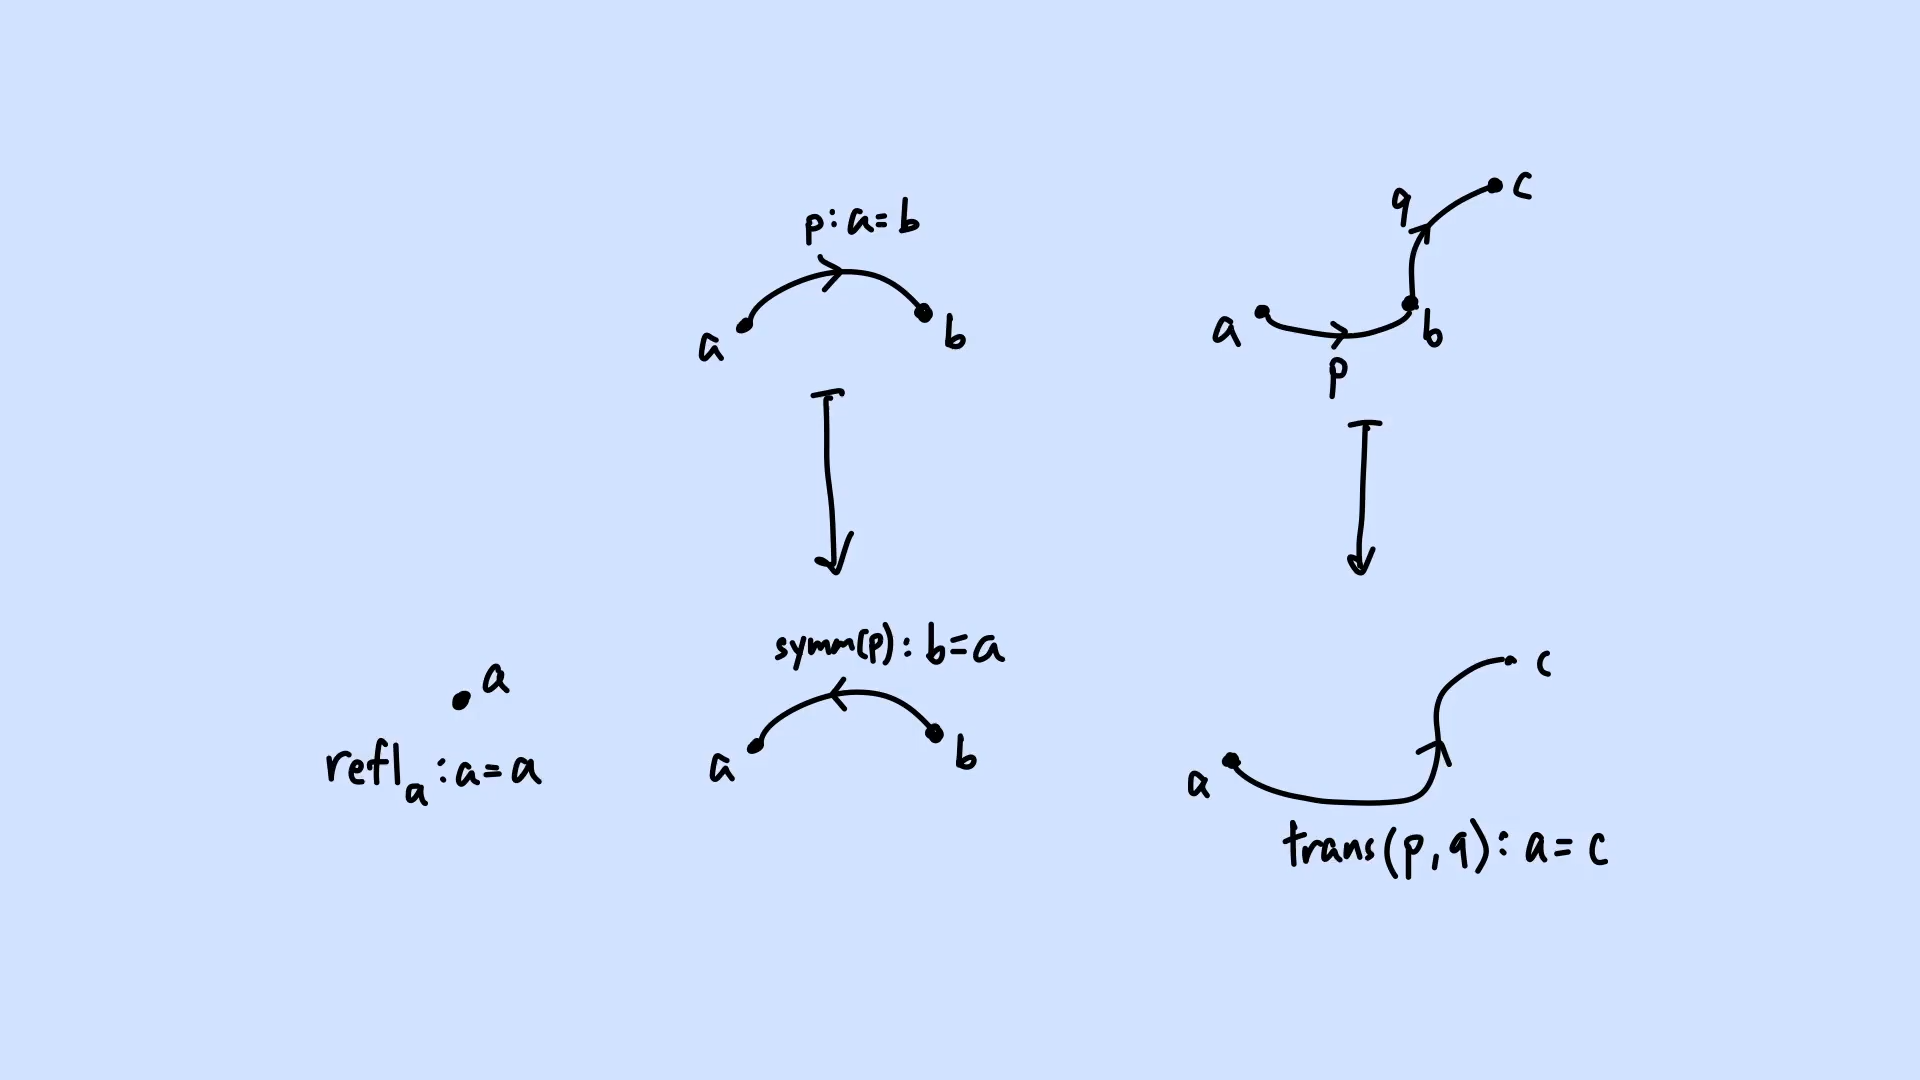 a
refl_a : a = a
p : a = b
a
b
symm(p) : b = a
a
b
q
c
a
b
p
c
a
trans(p, q) : a = c